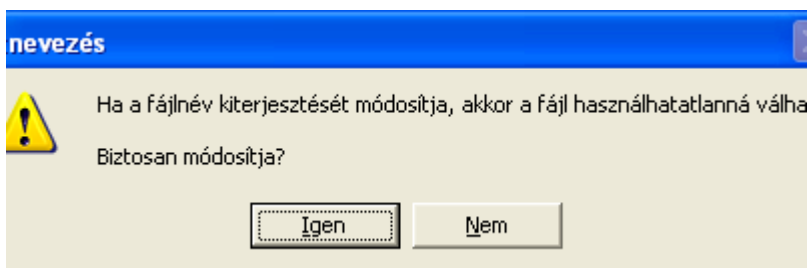 nevezés
Ha a fájlnév kiterjesztését módosítja, akkor a fájl használhatatlanná válha
Biztosan módosítja?
Igen Nem